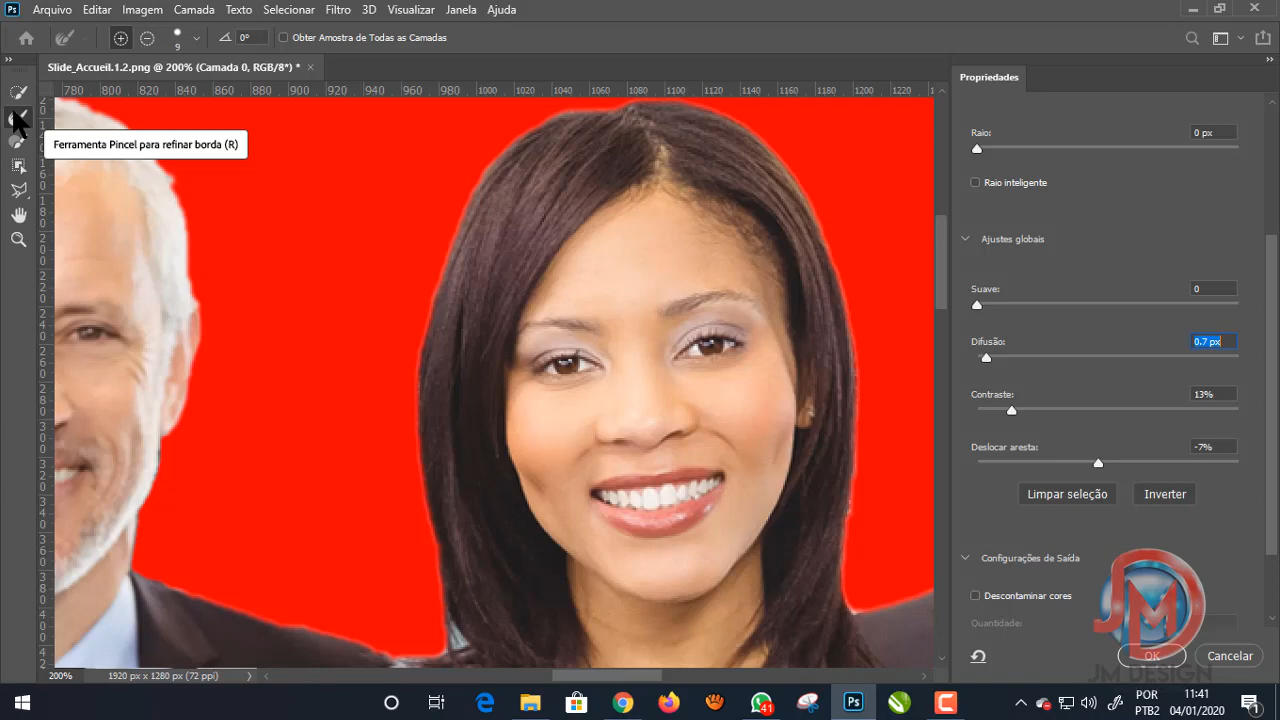 Ps Arquivo Editar Imagem Camada Texto Selecionar Filtro 3D Visualizar Janela Ajuda
9 0° Obter Amostra de Todas as Camadas
Slide_Accueil.1.2.png @ 200% (Camada 0, RGB/8*) *
Propriedades
780 800 820 840 860 880 900 920 940 960 980 1000 1020 1040 1060 1080 1100 1120 1140 1160 1180 1200 1220
Raio: 0 px
Ferramenta Pincel para refinar borda (R)
Raio inteligente
Ajustes globais
Suave: 0
Difusão: 0.7 px
Contraste: 13%
Deslocar aresta: -7%
Limpar seleção Inverter
Configurações de Saída
Descontaminar cores
Quantidade:
OK Cancelar
JM DESIGN
200% 1920 px x 1280 px (72 ppi)
41 Ps
POR 11:41
PTB2 04/01/2020
1